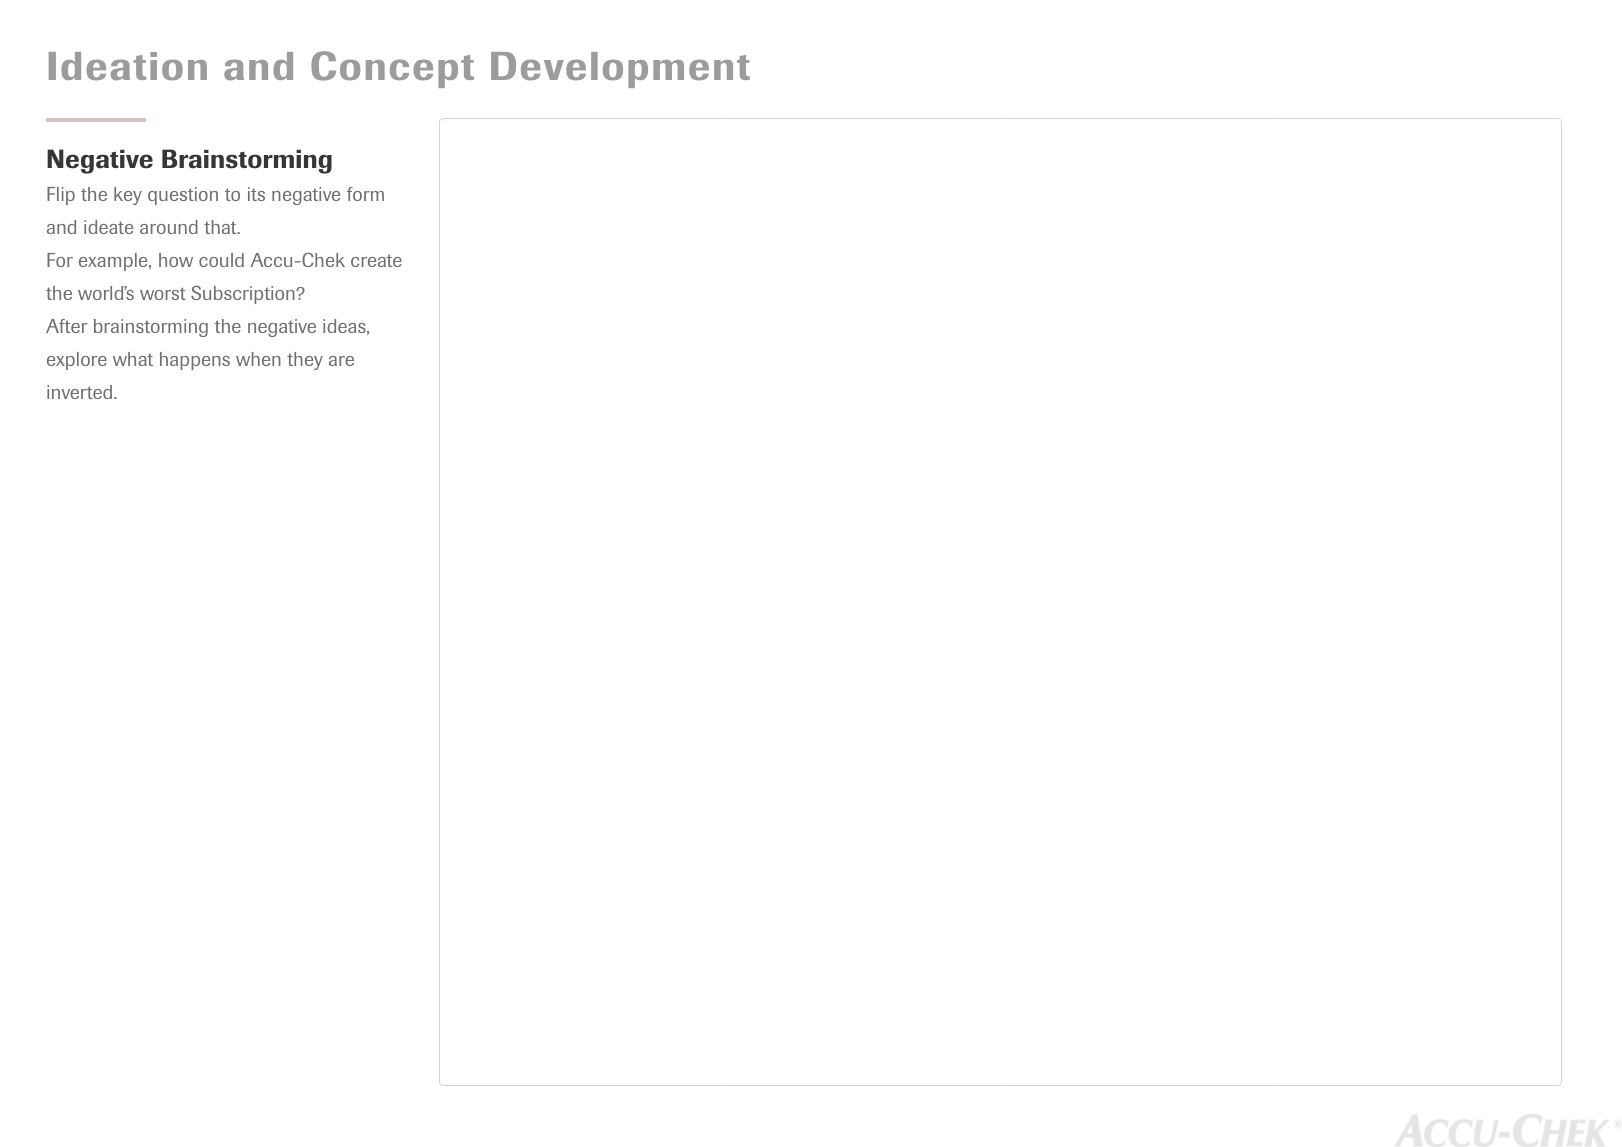 Ideation and Concept Development
Negative Brainstorming
Flip the key question to its negative form
and ideate around that.
For example, how could Accu-Chek create
the world’s worst Subscription?
After brainstorming the negative ideas,
explore what happens when they are
inverted.
ACCU-CHEK®